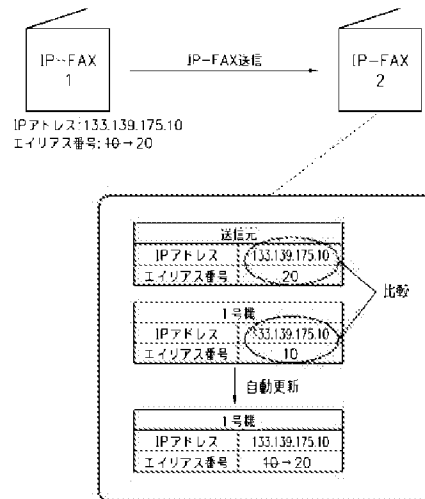 IP-FAX
1
IP-FAX送信
IP-FAX
2
IPアドレス:133.139.175.10
エイリアス番号:10→20
送信元
IPアドレス 133.139.175.10
エイリアス番号 20
比較
1号機
IPアドレス 133.139.175.10
エイリアス番号 10
自動更新
1号機
IPアドレス 133.139.175.10
エイリアス番号 10→20